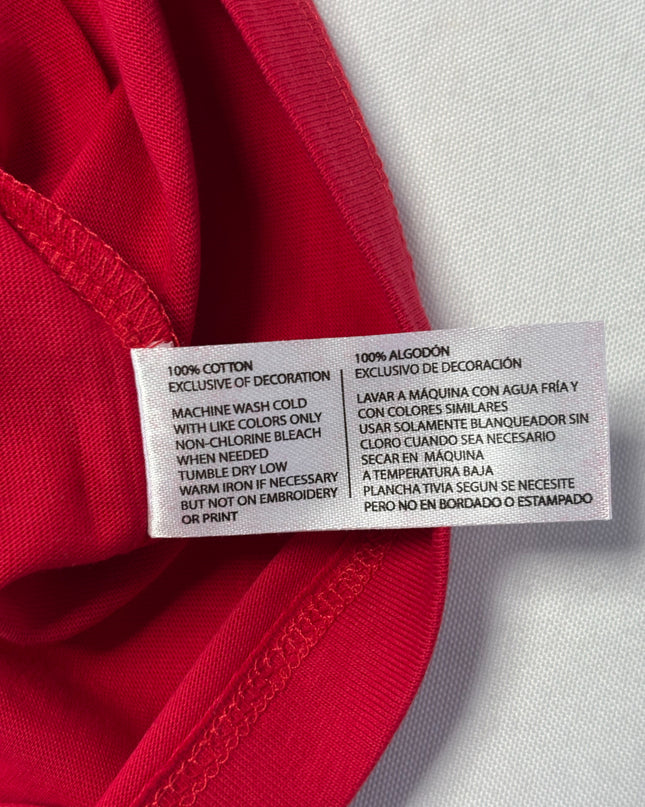 100% COTTON
EXCLUSIVE OF DECORATION
MACHINE WASH COLD
WITH LIKE COLORS ONLY
NON-CHLORINE BLEACH
WHEN NEEDED
TUMBLE DRY LOW
WARM IRON IF NECESSARY
BUT NOT ON EMBROIDERY
OR PRINT
100% ALGODÓN
EXCLUSIVO DE DECORACIÓN
LAVAR A MÁQUINA CON AGUA FRÍA Y
CON COLORES SIMILARES
USAR SOLAMENTE BLANQUEADOR SIN
CLORO CUANDO SEA NECESARIO
SECAR EN MÁQUINA
A TEMPERATURA BAJA
PLANCHA TIVIA SEGUN SE NECESITE
PERO NO EN BORDADO O ESTAMPADO